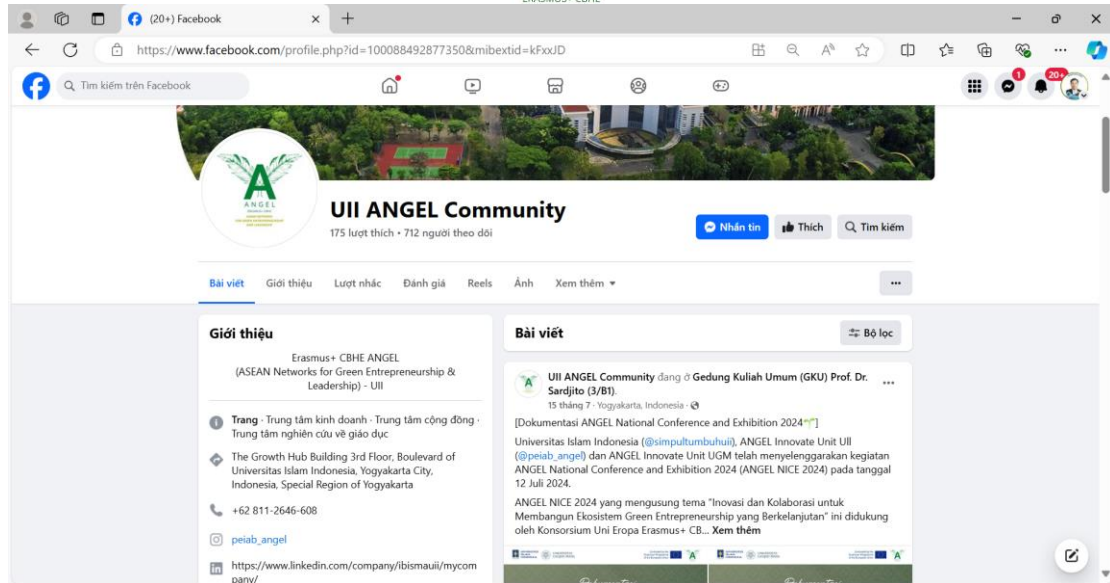 ERASMUS+ CBHE
(20+) Facebook
https://www.facebook.com/profile.php?id=100088492877350&mibextid=kFxxJD
Tìm kiếm trên Facebook
1
20+
ANGEL
UII ANGEL Community
175 lượt thích • 712 người theo dõi
Nhắn tin
Thích
Tìm kiếm
Bài viết Giới thiệu Lượt nhắc Đánh giá Reels Ảnh Xem thêm
Giới thiệu
Erasmus+ CBHE ANGEL
(ASEAN Networks for Green Entrepreneurship &
Leadership) - UII
Trang · Trung tâm kinh doanh · Trung tâm cộng đồng ·
Trung tâm nghiên cứu về giáo dục
The Growth Hub Building 3rd Floor, Boulevard of
Universitas Islam Indonesia, Yogyakarta City,
Indonesia, Special Region of Yogyakarta
+62 811-2646-608
peiab_angel
https://www.linkedin.com/company/ibismauii/mycom
pany/
Bài viết
Bộ lọc
UII ANGEL Community đang ở Gedung Kuliah Umum (GKU) Prof. Dr.
Sardjito (3/B1).
15 tháng 7 · Yogyakarta, Indonesia ·
[Dokumentasi ANGEL National Conference and Exhibition 2024🌱]
Universitas Islam Indonesia (@simpultumbuhuii), ANGEL Innovate Unit UII
(@peiab_angel) dan ANGEL Innovate Unit UGM telah menyelenggarakan kegiatan
ANGEL National Conference and Exhibition 2024 (ANGEL NICE 2024) pada tanggal
12 Juli 2024.
ANGEL NICE 2024 yang mengusung tema "Inovasi dan Kolaborasi untuk
Membangun Ekosistem Green Entrepreneurship yang Berkelanjutan" ini didukung
oleh Konsorsium Uni Eropa Erasmus+ CB... Xem thêm